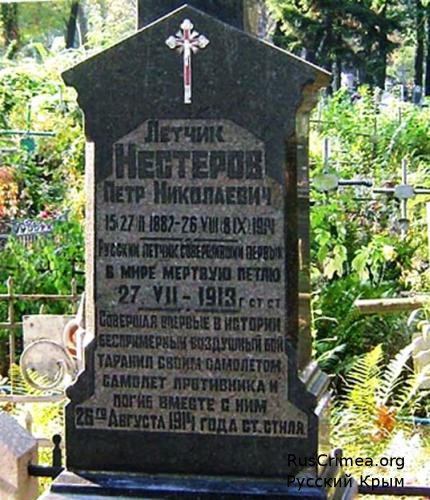 Летчик
Нестеров
Петр Николаевич
15/27/II 1887-26 VIII/8 IX/1914
Русский летчик совершивший первым
в мире мертвую петлю
27. VII - 1913 г ст ст
Совершая впервые в истории
беспримерный воздушный бой
таранил своим самолетом
самолет противника и
погиб вместе с ним
26го Августа 1914 года ст. стиля
RusCrimea.org
Русский Крым